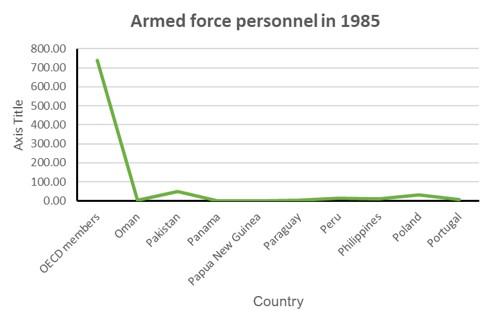 Armed force personnel in 1985
800.00
700.00
600.00
500.00
400.00
300.00
200.00
100.00
0.00
Axis Title
OECD members
Oman
Pakistan
Panama
Papua New Guinea
Paraguay
Peru
Philippines
Poland
Portugal
Country